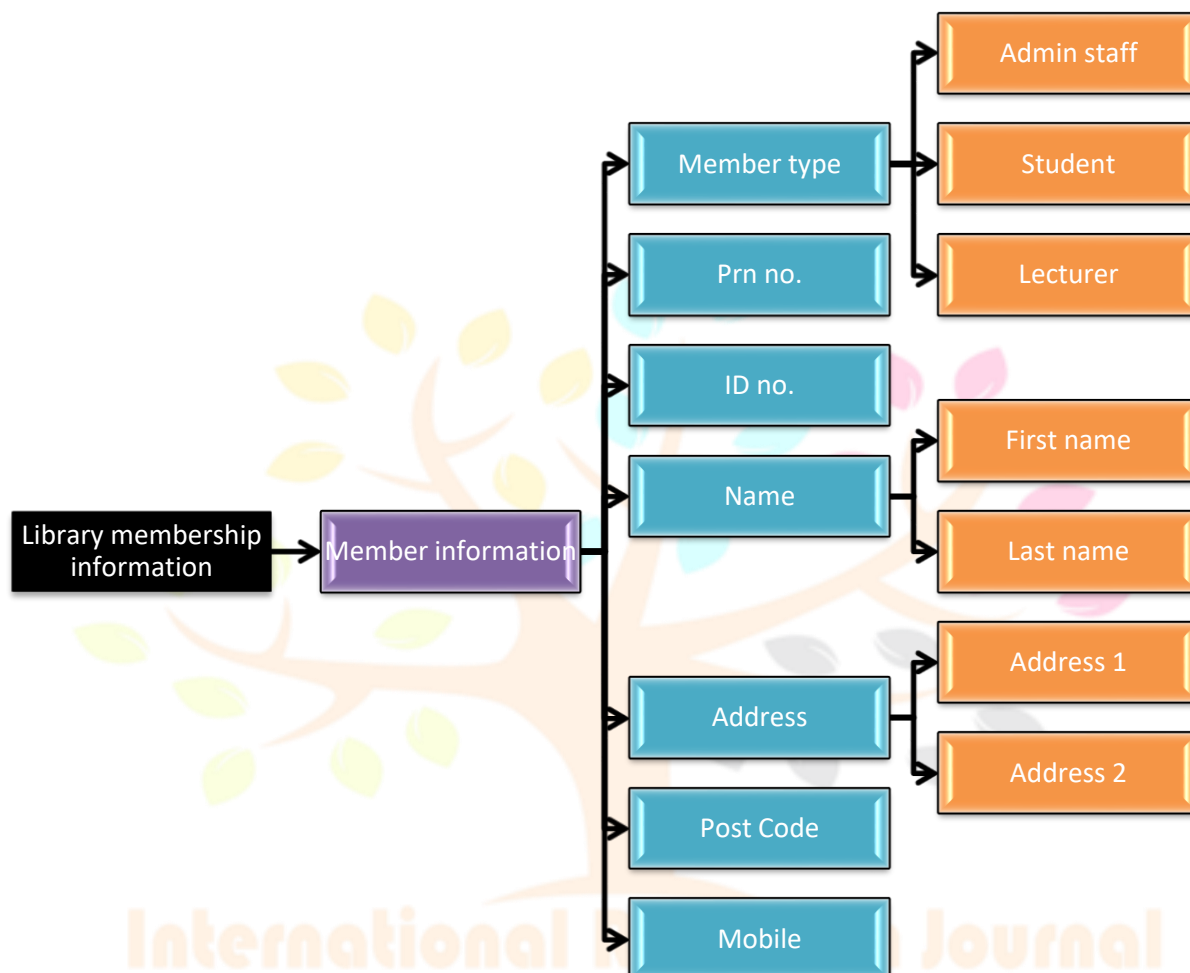 Admin staff
Member type
Student
Prn no.
Lecturer
ID no.
First name
Name
Library membership
information
Member information
Last name
Address 1
Address
Address 2
Post Code
Mobile
International
Journal